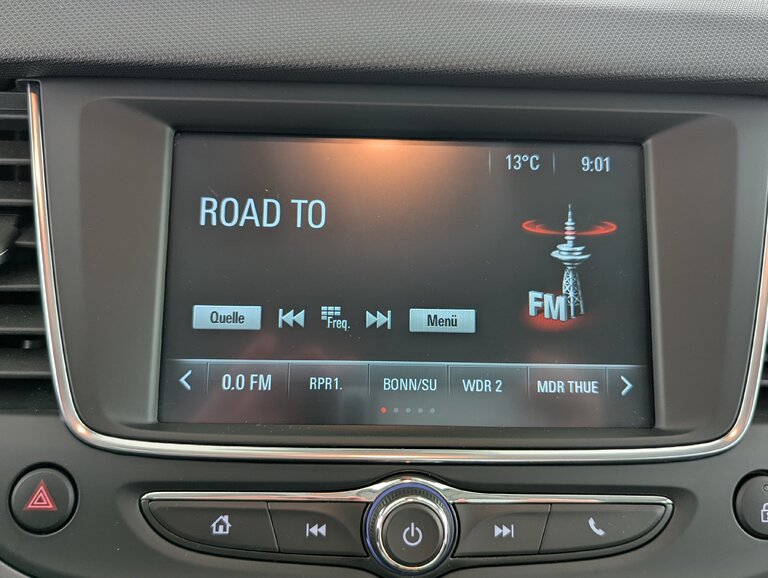 13°C 9:01
ROAD TO
FM
Quelle Freq. Menü
0.0 FM RPR1. BONN/SU WDR 2 MDR THUE